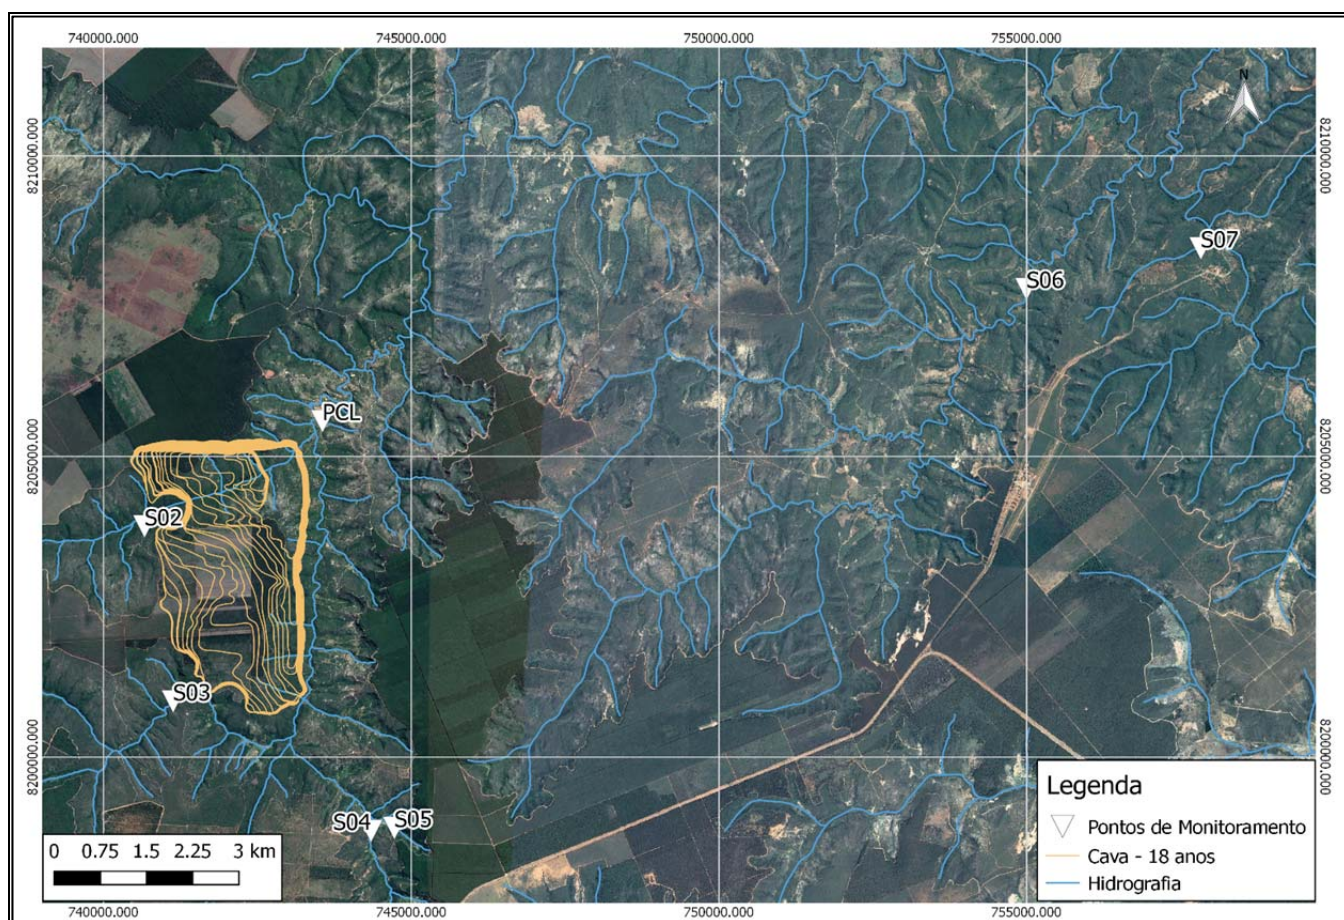 740000.000 745000.000 750000.000 755000.000
N
8210000.000 8210000.000
S07
S06
PCL
8205000.000 8205000.000
S02
S03
8200000.000 8200000.000
S04 S05
Legenda
Pontos de Monitoramento
Cava - 18 anos
Hidrografia
0 0.75 1.5 2.25 3 km
740000.000 745000.000 750000.000 755000.000